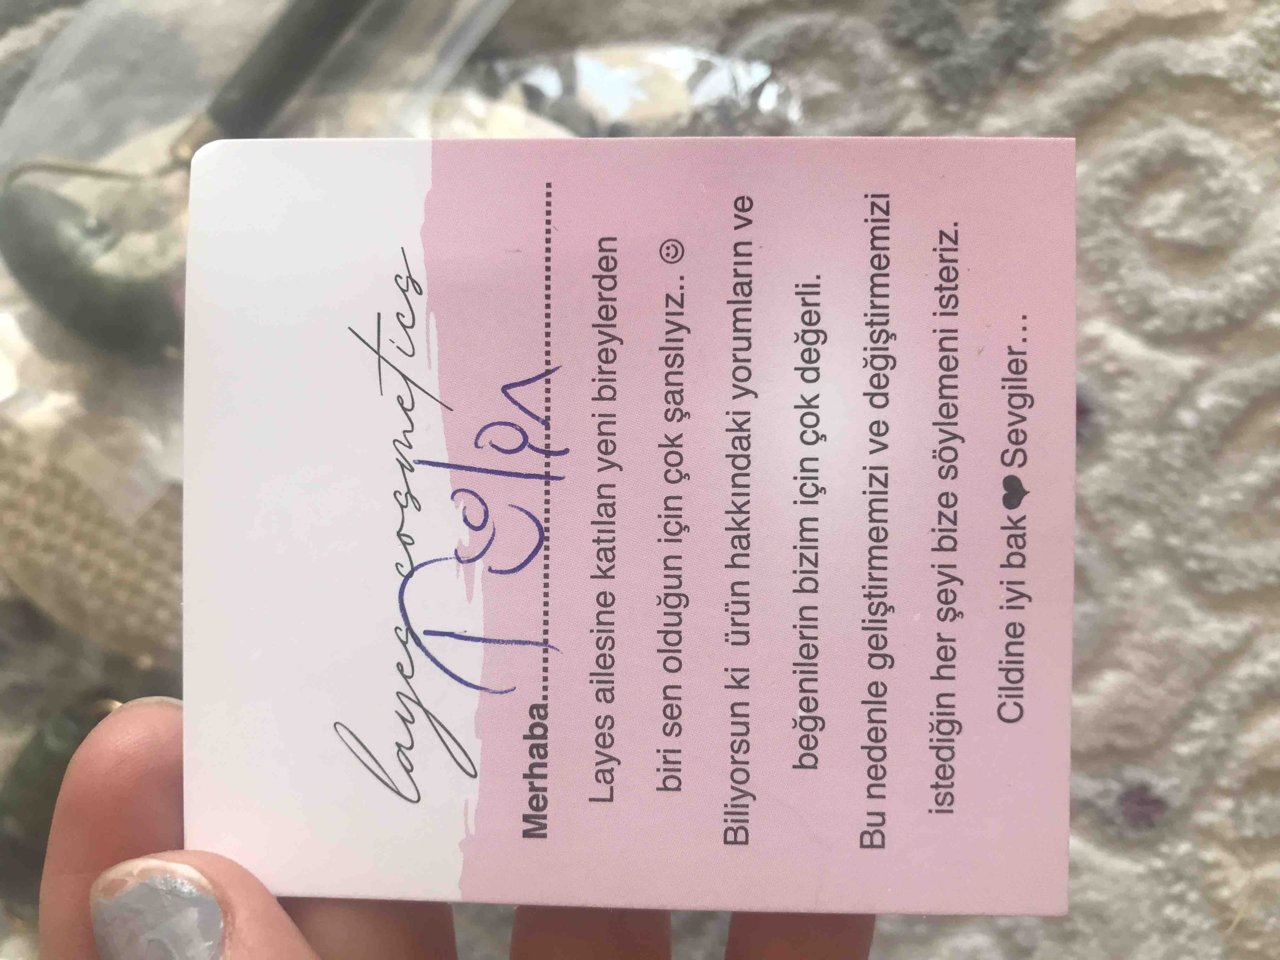 layescosmetics
Merhaba................................................
Layes ailesine katılan yeni bireylerden
biri sen olduğun için çok şanslıyız.. ☺
Biliyorsun ki ürün hakkındaki yorumların ve
beğenilerin bizim için çok değerli.
Bu nedenle geliştirmemizi ve değiştirmemizi
istediğin her şeyi bize söylemeni isteriz.
Cildine iyi bak❤Sevgiler...